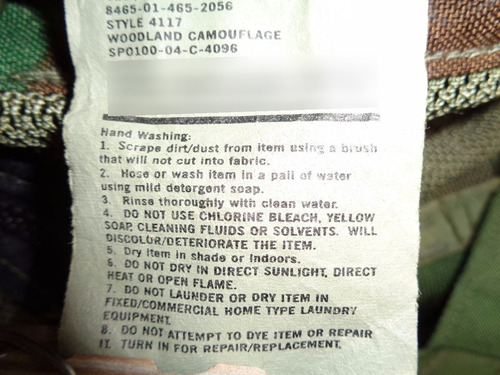 8465-01-465-2056
STYLE 4117
WOODLAND CAMOUFLAGE
SP0100-04-C-4096
Hand Washing:
1. Scrape dirt/dust from item using a brush
that will not cut into fabric.
2. Hose or wash item in a pail of water
using mild detergent soap.
3. Rinse thoroughly with clean water.
4. DO NOT USE CHLORINE BLEACH, YELLOW
SOAP, CLEANING FLUIDS OR SOLVENTS. WILL
DISCOLOR/DETERIORATE THE ITEM.
5. Dry item in shade or indoors.
6. DO NOT DRY IN DIRECT SUNLIGHT, DIRECT
HEAT OR OPEN FLAME.
7. DO NOT LAUNDER OR DRY ITEM IN
FIXED/COMMERCIAL HOME TYPE LAUNDRY
EQUIPMENT.
8. DO NOT ATTEMPT TO DYE ITEM OR REPAIR
IT. TURN IN FOR REPAIR/REPLACEMENT.